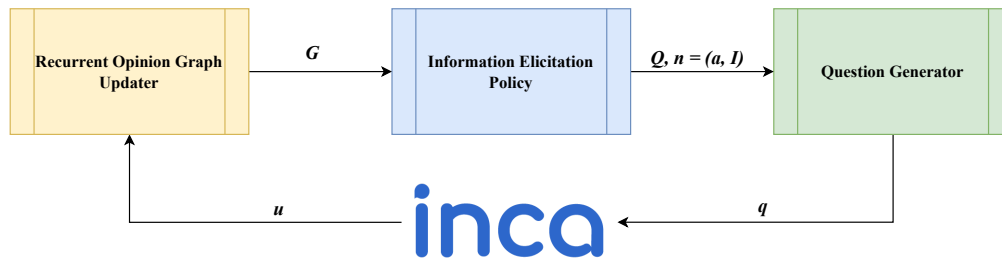 Recurrent Opinion Graph
Updater
G
Information Elicitation
Policy
Q, n = (a, I)
Question Generator
u
inca
q